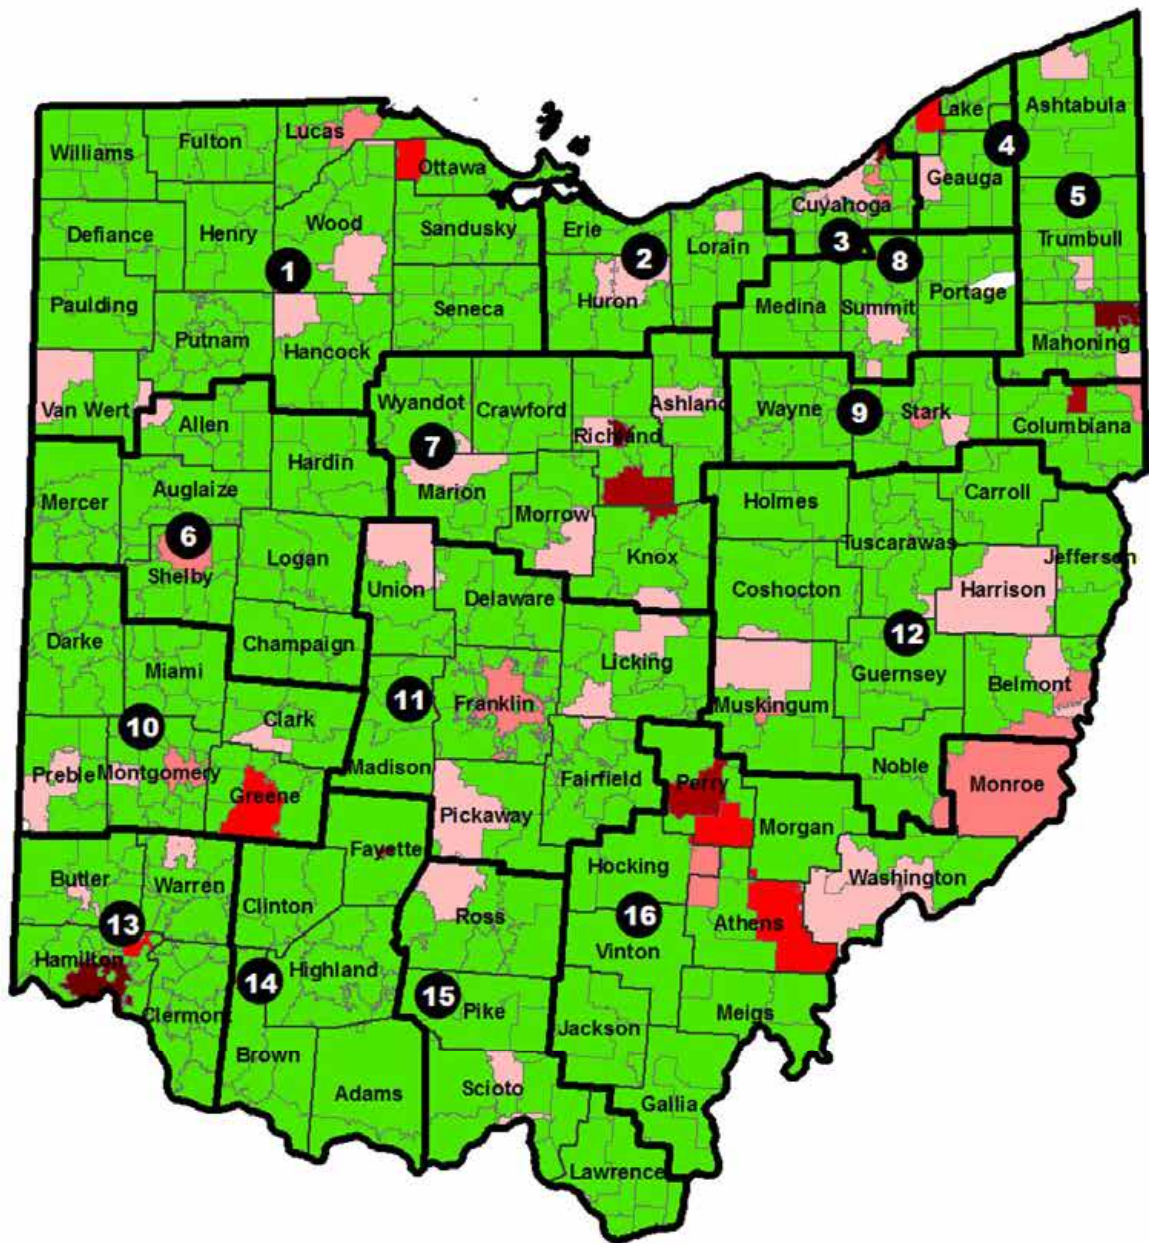 Lake
Ashtabula
Lucas
Fulton
Williams
4
Ottawa
Geauga
5
Cuyahoga
Wood
Sandusky
Erie
Defiance
Henry
Lorain
3
Trumbull
2
8
1
Portage
Huron
Paulding
Medina
Summit
Seneca
Putnam
Mahoning
Hancock
Van Wert
Wyandot
Crawford
Ashland
Wayne
9
Stark
Allen
Columbiana
7
Richland
Hardin
Marion
Auglaize
Mercer
Holmes
Carroll
Morrow
6
Tuscarawas
Logan
Knox
Jefferson
Shelby
Union
Coshocton
Harrison
Delaware
Darke
Champaign
12
Miami
Licking
Guernsey
Belmont
11
Franklin
Muskingum
10
Clark
Preble
Montgomery
Madison
Noble
Fairfield
Perry
Monroe
Greene
Pickaway
Morgan
Fayette
Hocking
Butler
Warren
Washington
Clinton
Ross
16
13
Athens
Vinton
Hamilton
14
Highland
15
Pike
Clermont
Meigs
Jackson
Brown
Scioto
Adams
Gallia
Lawrence